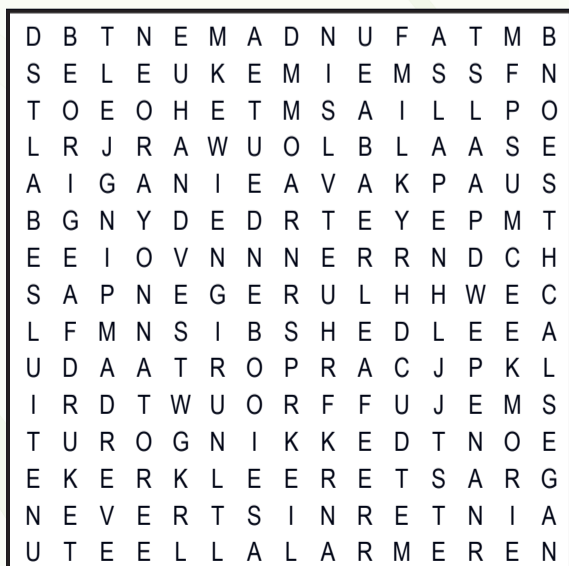 D B T N E M A D N U F A T M B
S E L E U K E M I E M S S F N
T O E O H E T M S A I L L P O
L R J R A W U O L B L A A S E
A I G A N I E A V A K P A U S
B G N Y D E D R T E Y E P M T
E E I O V N N N E R R N D C H
S A P N E G E R U L H H W E C
L F M N S I B S H E D L E E A
U D A A T R O P R A C J P K L
I R D T W U O R F F U J E M S
T U R O G N I K K E D T N O E
E K E R K L E E R E T S A R G
N E V E R T S I N R E T N I A
U T E E L L A L A R M E R E N